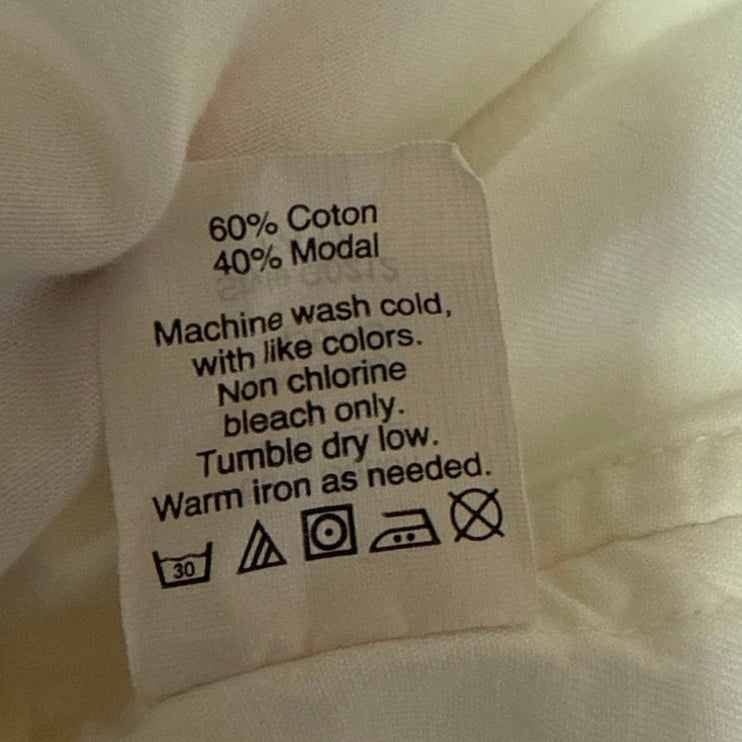 60% Coton
40% Modal
Machine wash cold,
with like colors.
Non chlorine
bleach only.
Tumble dry low.
Warm iron as needed.
30